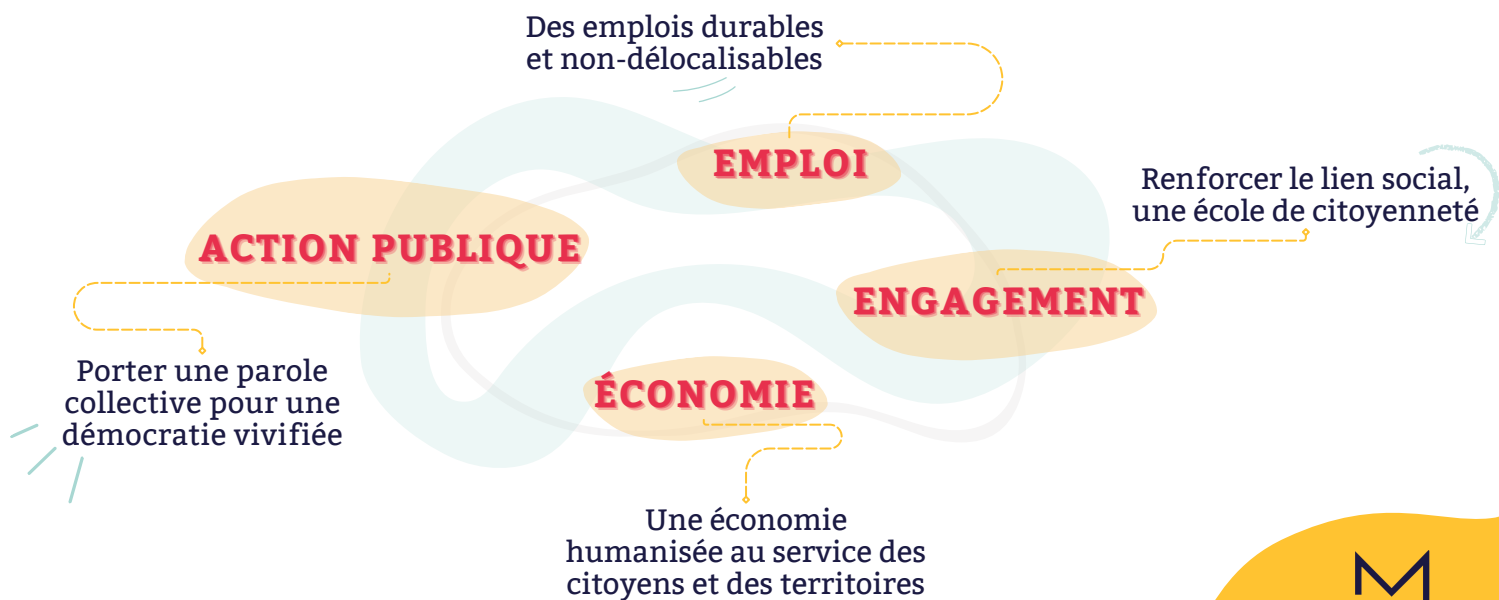 Des emplois durables
et non-délocalisables
EMPLOI
Renforcer le lien social,
une école de citoyenneté
ACTION PUBLIQUE
ENGAGEMENT
Porter une parole
collective pour une
démocratie vivifiée
ÉCONOMIE
Une économie
humanisée au service des
citoyens et des territoires
M